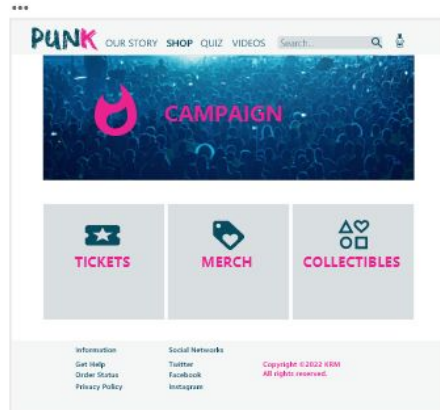 PUNK OUR STORY SHOP QUIZ VIDEOS Search...
CAMPAIGN
TICKETS MERCH COLLECTIBLES
Information Social Networks
Get Help Twitter Copyright ©2022 KRM
Order Status Facebook All rights reserved.
Privacy Policy Instagram